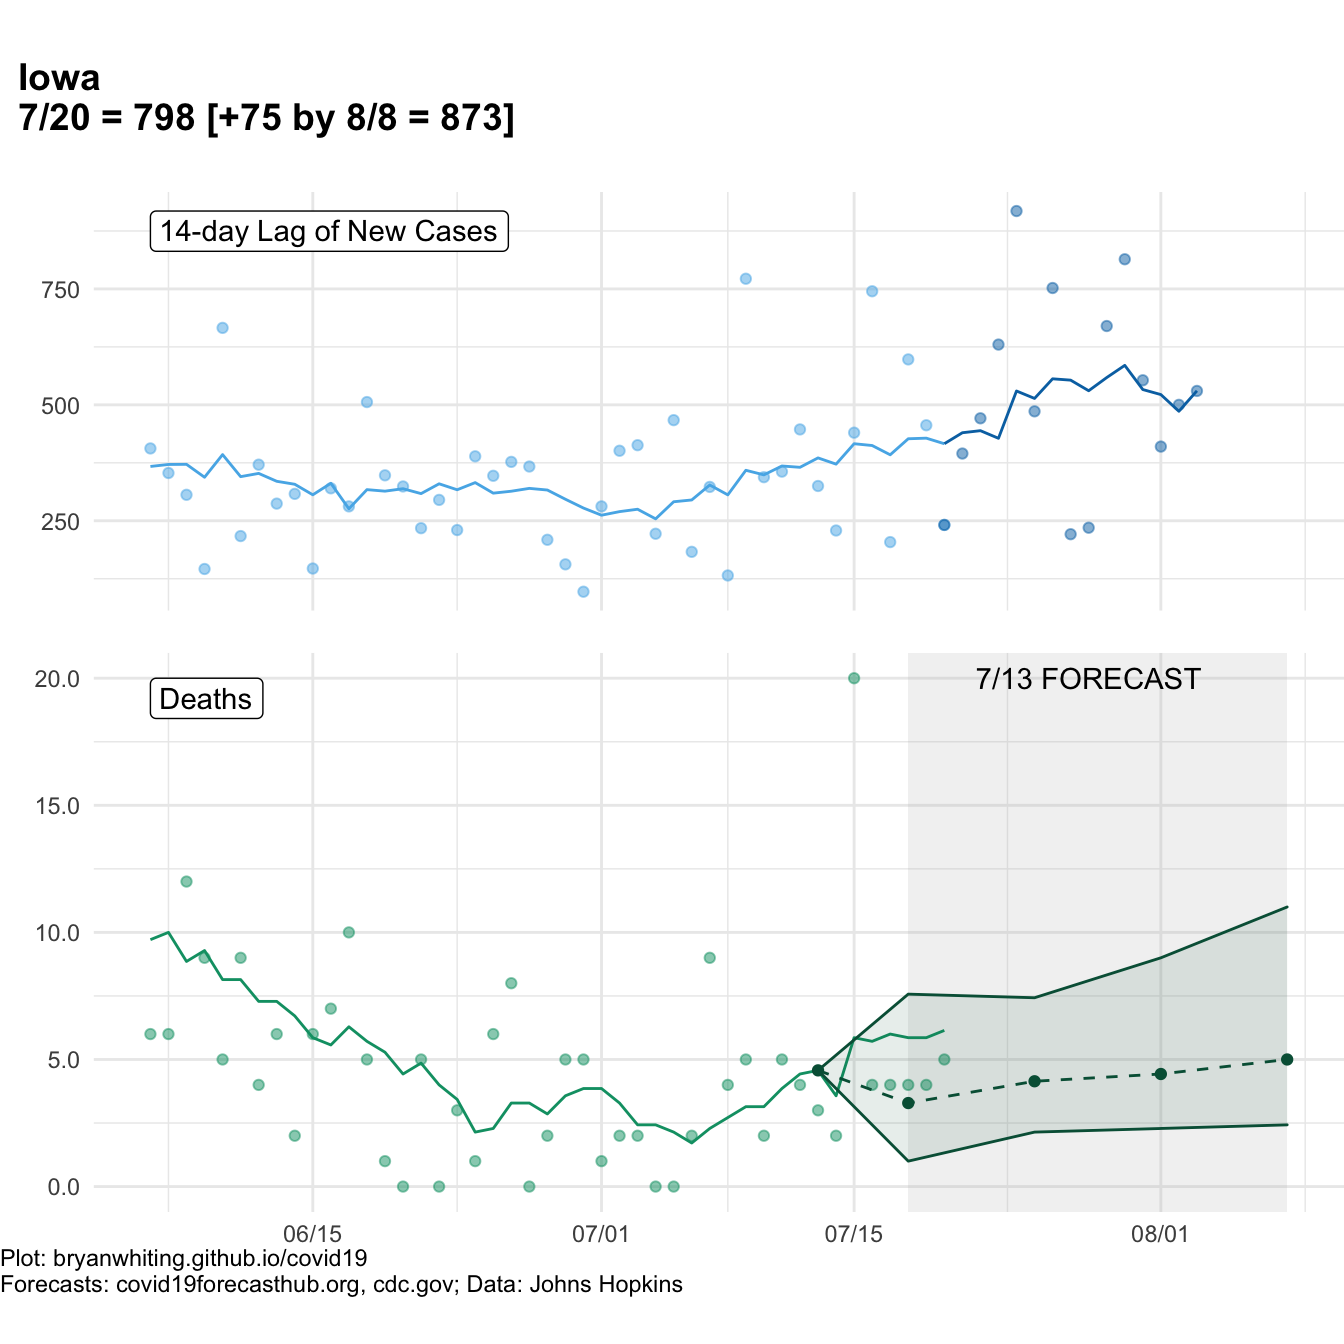 Iowa
7/20 = 798 [+75 by 8/8 = 873]
14-day Lag of New Cases
750
500
250
Deaths
7/13 FORECAST
20.0
15.0
10.0
5.0
0.0
06/15 07/01 07/15 08/01
Plot: bryanwhiting.github.io/covid19
Forecasts: covid19forecasthub.org, cdc.gov; Data: Johns Hopkins